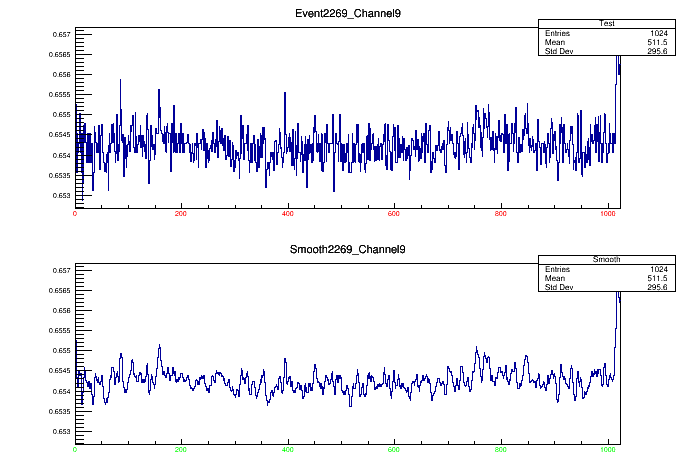 Event2269_Channel9
Test
Entries 1024
Mean 511.5
Std Dev 295.6
0.657
0.6565
0.656
0.6555
0.655
0.6545
0.654
0.6535
0.653
0 200 400 600 800 1000
Smooth2269_Channel9
Smooth
Entries 1024
Mean 511.5
Std Dev 295.6
0.657
0.6565
0.656
0.6555
0.655
0.6545
0.654
0.6535
0.653
0 200 400 600 800 1000